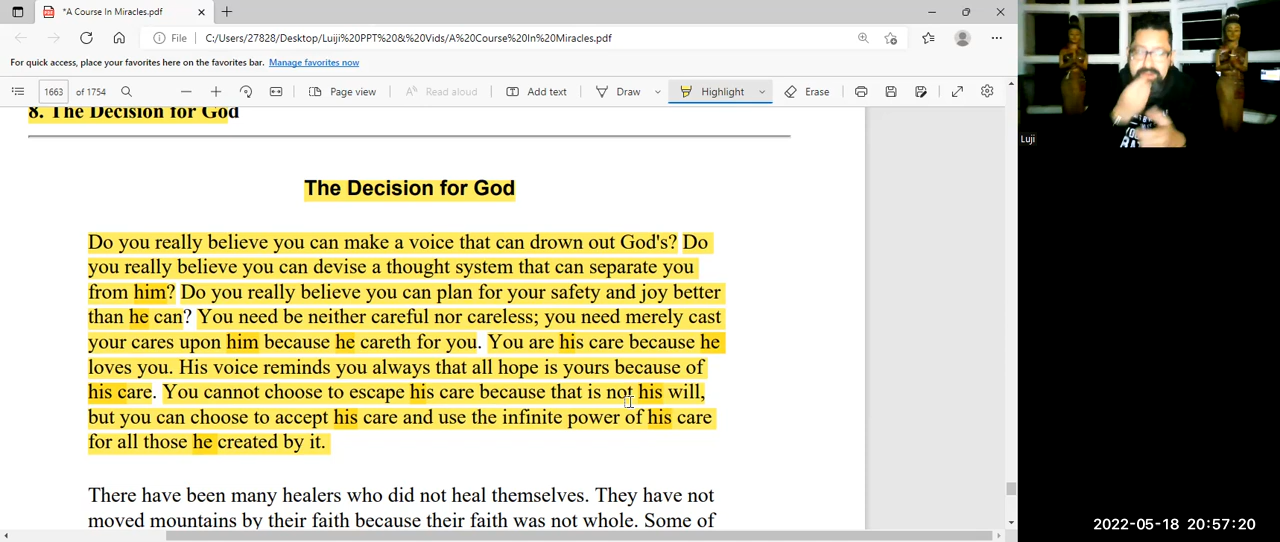 *A Course In Miracles.pdf
File
C:/Users/27828/Desktop/Luiji%20PPT%20&%20Vids/A%20Course%20In%20Miracles.pdf
For quick access, place your favorites here on the favorites bar. Manage favorites now
1663 of 1754 Page view Read aloud Add text Draw Highlight Erase
8. The Decision for God
The Decision for God
Do you really believe you can make a voice that can drown out God's? Do
you really believe you can devise a thought system that can separate you
from him? Do you really believe you can plan for your safety and joy better
than he can? You need be neither careful nor careless; you need merely cast
your cares upon him because he careth for you. You are his care because he
loves you. His voice reminds you always that all hope is yours because of
his care. You cannot choose to escape his care because that is not his will,
but you can choose to accept his care and use the infinite power of his care
for all those he created by it.
There have been many healers who did not heal themselves. They have not
moved mountains by their faith because their faith was not whole. Some of
Luji
2022-05-18 20:57:20